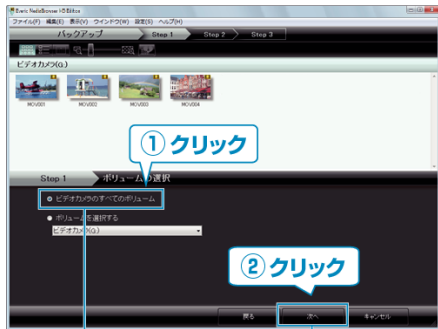 Everio MediaBrowser HD Edition
ファイル(F) 編集(E) 表示(V) ウインドウ(W) 設定(S) ヘルプ(H)
バックアップ Step 1 Step 2 Step 3
ビデオカメラ(G:)
MOV001 MOV002 MOV003 MOV004
① クリック
Step 1 ボリュームの選択
ビデオカメラのすべてのボリューム
ボリュームを選択する
ビデオカメラ(G:)
② クリック
戻る 次へ キャンセル